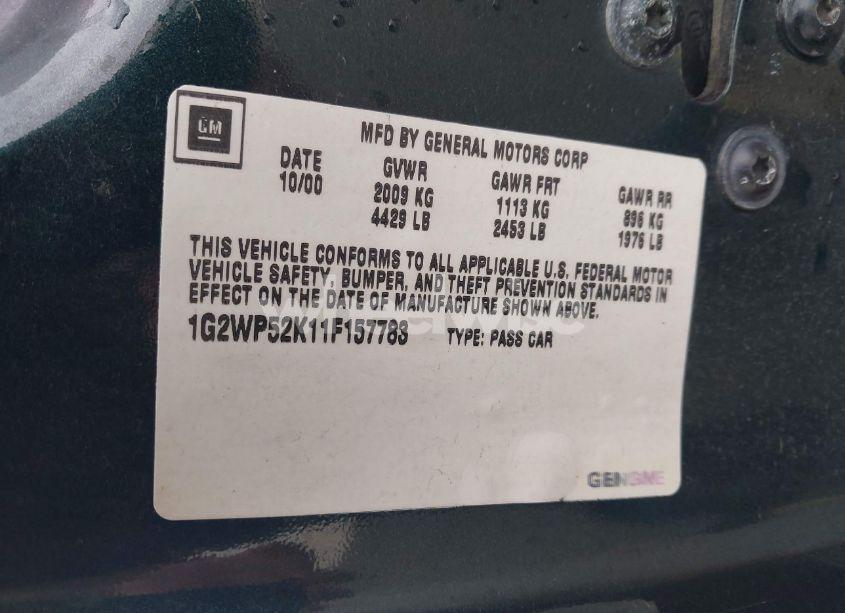 GM
MFD BY GENERAL MOTORS CORP
DATE GVWR GAWR FRT GAWR RR
10/00 2009 KG 1113 KG 896 KG
4429 LB 2453 LB 1976 LB
THIS VEHICLE CONFORMS TO ALL APPLICABLE U.S. FEDERAL MOTOR
VEHICLE SAFETY, BUMPER, AND THEFT PREVENTION STANDARDS IN
EFFECT ON THE DATE OF MANUFACTURE SHOWN ABOVE.
1G2WP52K11F157783 TYPE: PASS CAR